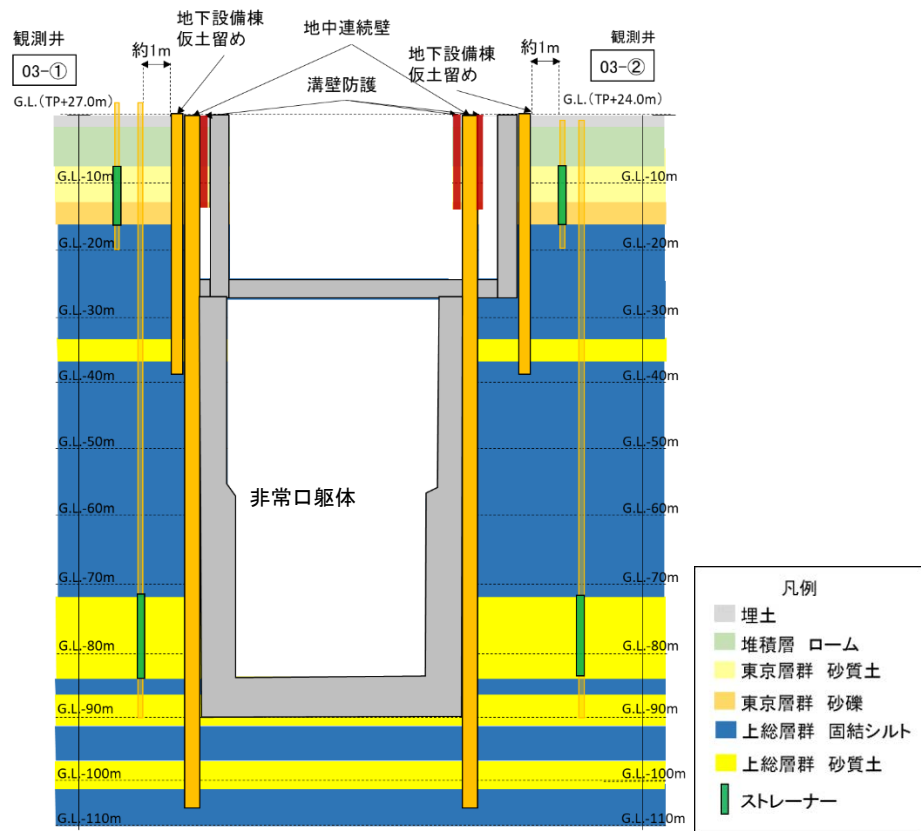 観測井
03-①
G.L.(TP+27.0m)
約1m
地下設備棟
仮土留め
地中連続壁
溝壁防護
地下設備棟
仮土留め
約1m
観測井
03-②
G.L.(TP+24.0m)
G.L.-10m
G.L.-20m
G.L.-30m
G.L.-40m
G.L.-50m
G.L.-60m
G.L.-70m
G.L.-80m
G.L.-90m
G.L.-100m
G.L.-110m
非常口躯体
G.L.-10m
G.L.-20m
G.L.-30m
G.L.-40m
G.L.-50m
G.L.-60m
G.L.-70m
G.L.-80m
G.L.-90m
G.L.-100m
G.L.-110m
凡例
埋土
堆積層 ローム
東京層群 砂質土
東京層群 砂礫
上総層群 固結シルト
上総層群 砂質土
ストレーナー